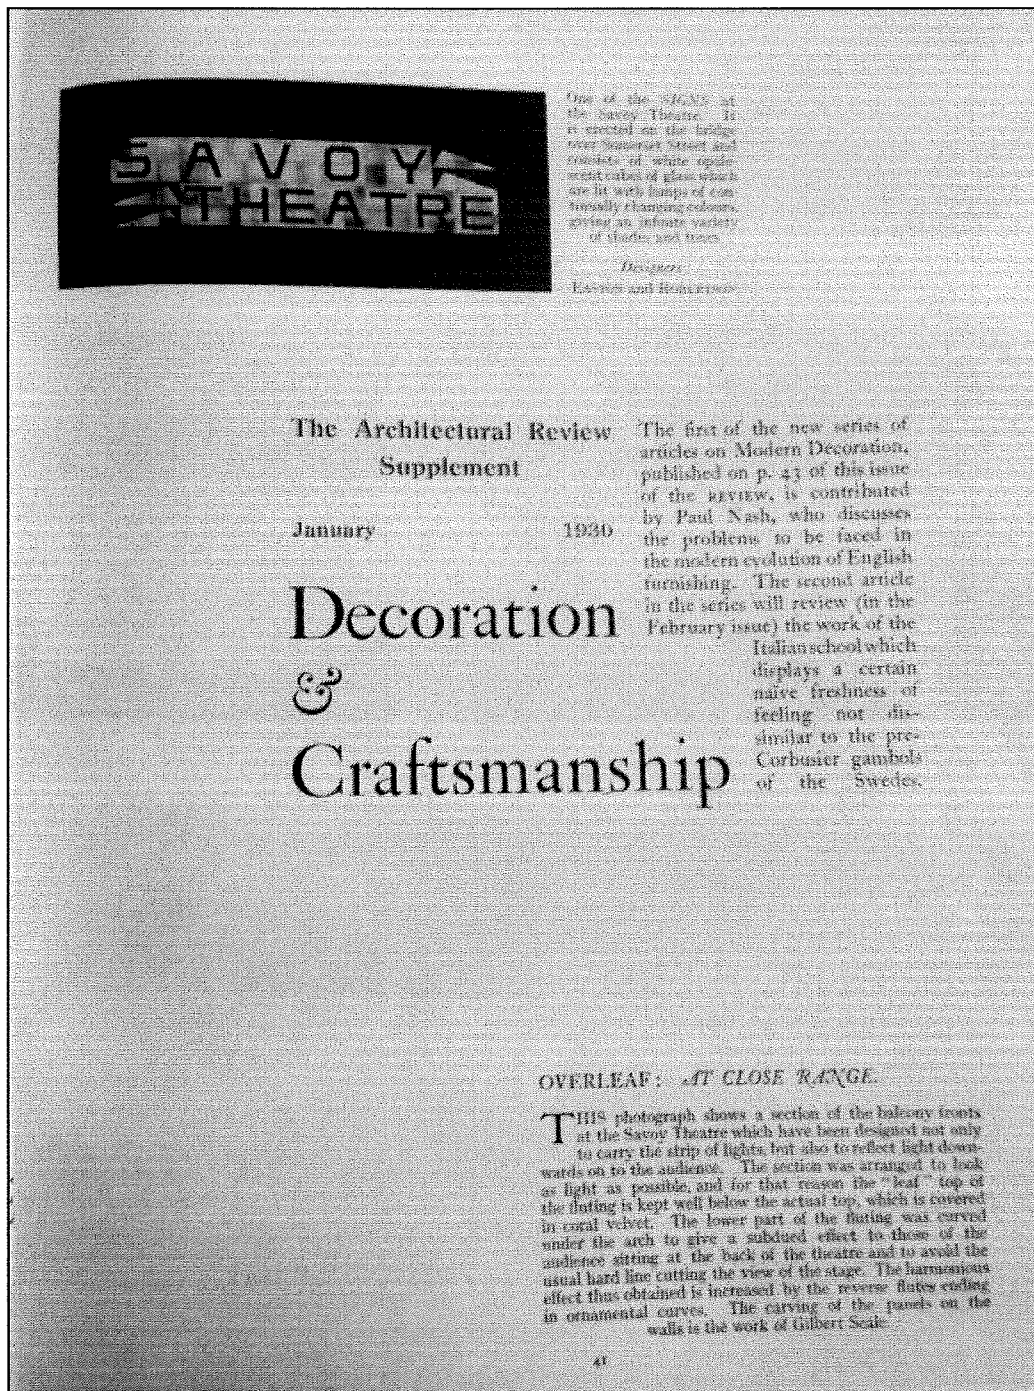 SAVOY
THEATRE
One of the SIGNS at
the Savoy Theatre. It
is erected on the bridge
over Somerset Street and
consists of white opale-
scent cubes of glass which
are lit with lamps of con-
tinually changing colours,
giving an infinite variety
of shades and tones.
Designers
EASTON and ROBERTSON
The Architectural Review
Supplement
January 1930
Decoration
&
Craftsmanship
The first of the new series of
articles on Modern Decoration,
published on p. 43 of this issue
of the REVIEW, is contributed
by Paul Nash, who discusses
the problems to be faced in
the modern evolution of English
furnishing. The second article
in the series will review (in the
February issue) the work of the
Italian school which
displays a certain
naïve freshness of
feeling not dis-
similar to the pre-
Corbusier gambols
of the Swedes.
OVERLEAF: AT CLOSE RANGE.
THIS photograph shows a section of the balcony fronts
at the Savoy Theatre which have been designed not only
to carry the strip of lights, but also to reflect light down-
wards on to the audience. The section was arranged to look
as light as possible, and for that reason the "leaf" top of
the fluting is kept well below the actual top, which is covered
in coral velvet. The lower part of the fluting was curved
under the arch to give a subdued effect to those of the
audience sitting at the back of the theatre and to avoid the
usual hard line cutting the view of the stage. The harmonious
effect thus obtained is increased by the reverse flutes ending
in ornamental curves. The carving of the panels on the
walls is the work of Gilbert Seale.
41